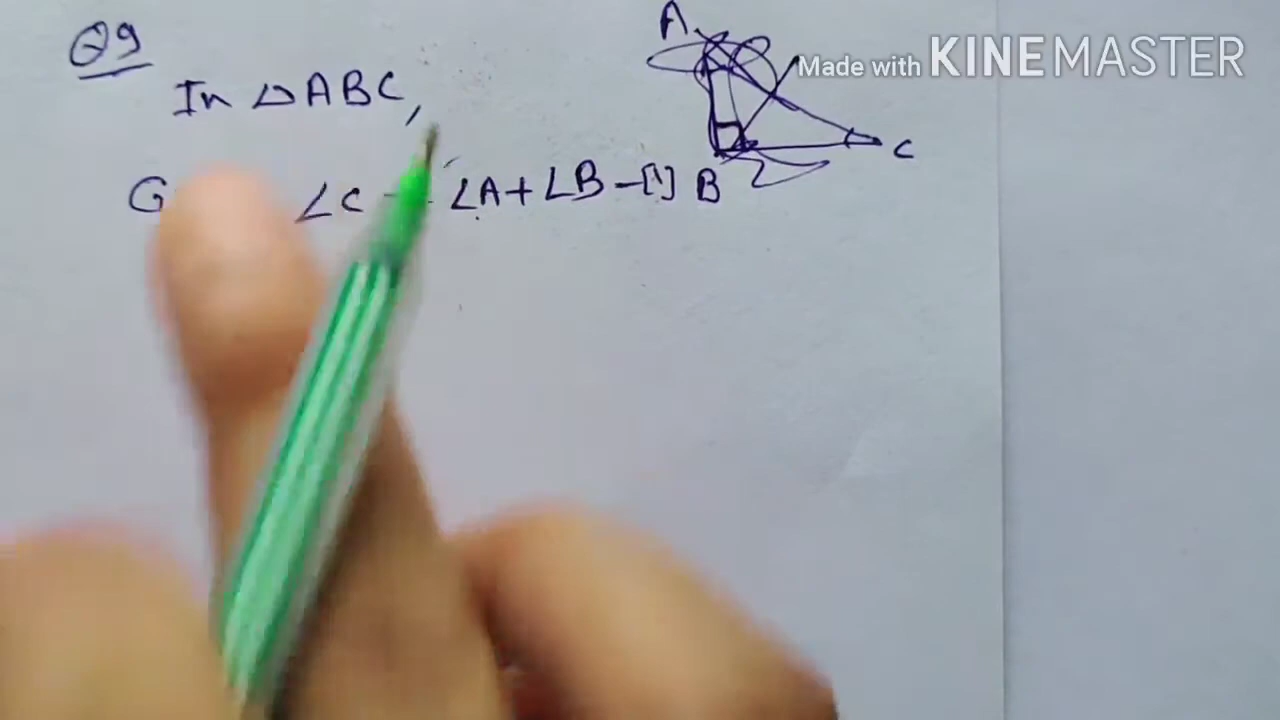 Q9
In △ABC,
∠C ∠A+∠B-[1]
A
B
C
Made with KINEMASTER